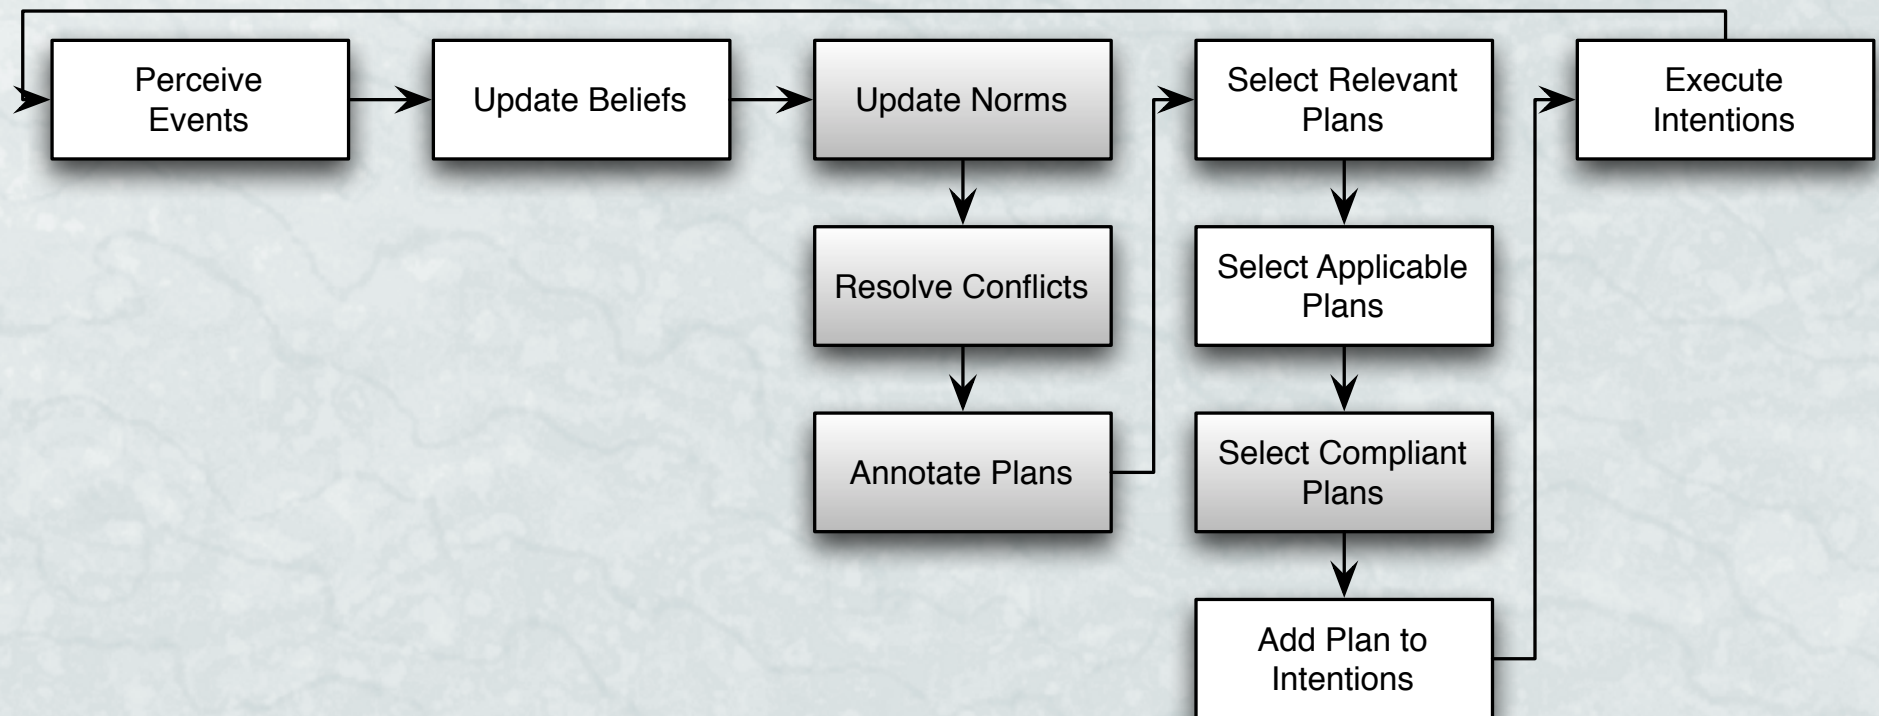 Perceive
Events
Update Beliefs
Update Norms
Resolve Conflicts
Annotate Plans
Select Relevant
Plans
Select Applicable
Plans
Select Compliant
Plans
Add Plan to
Intentions
Execute
Intentions